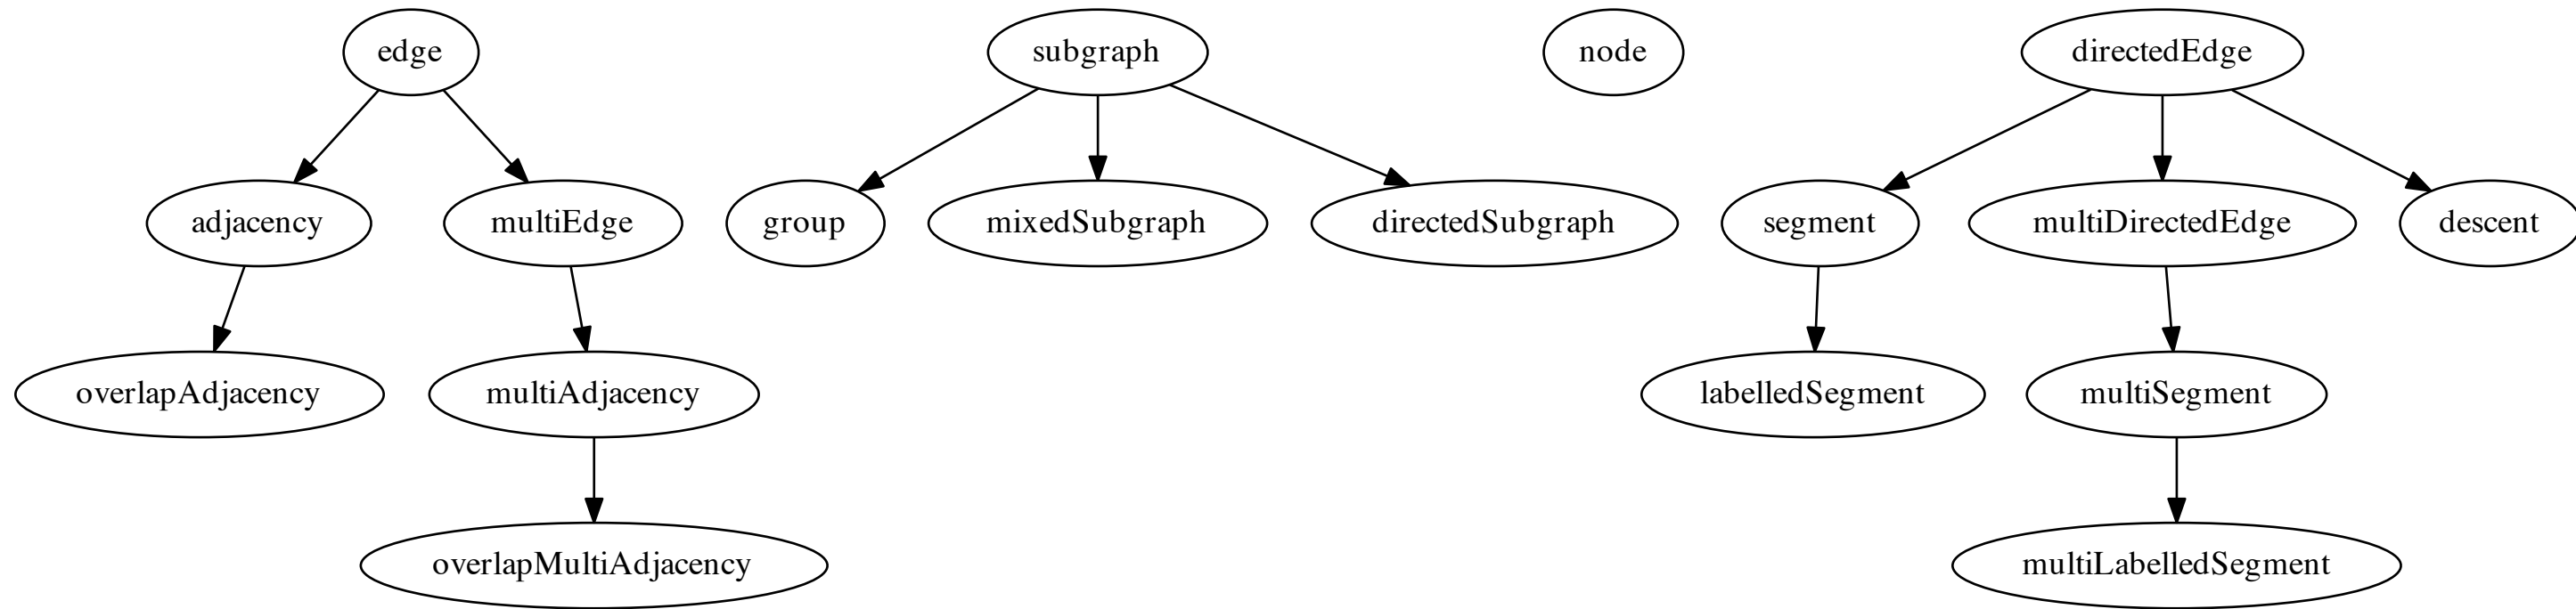 edge
subgraph
node
directedEdge
adjacency
multiEdge
group
mixedSubgraph
directedSubgraph
segment
multiDirectedEdge
descent
overlapAdjacency
multiAdjacency
labelledSegment
multiSegment
overlapMultiAdjacency
multiLabelledSegment